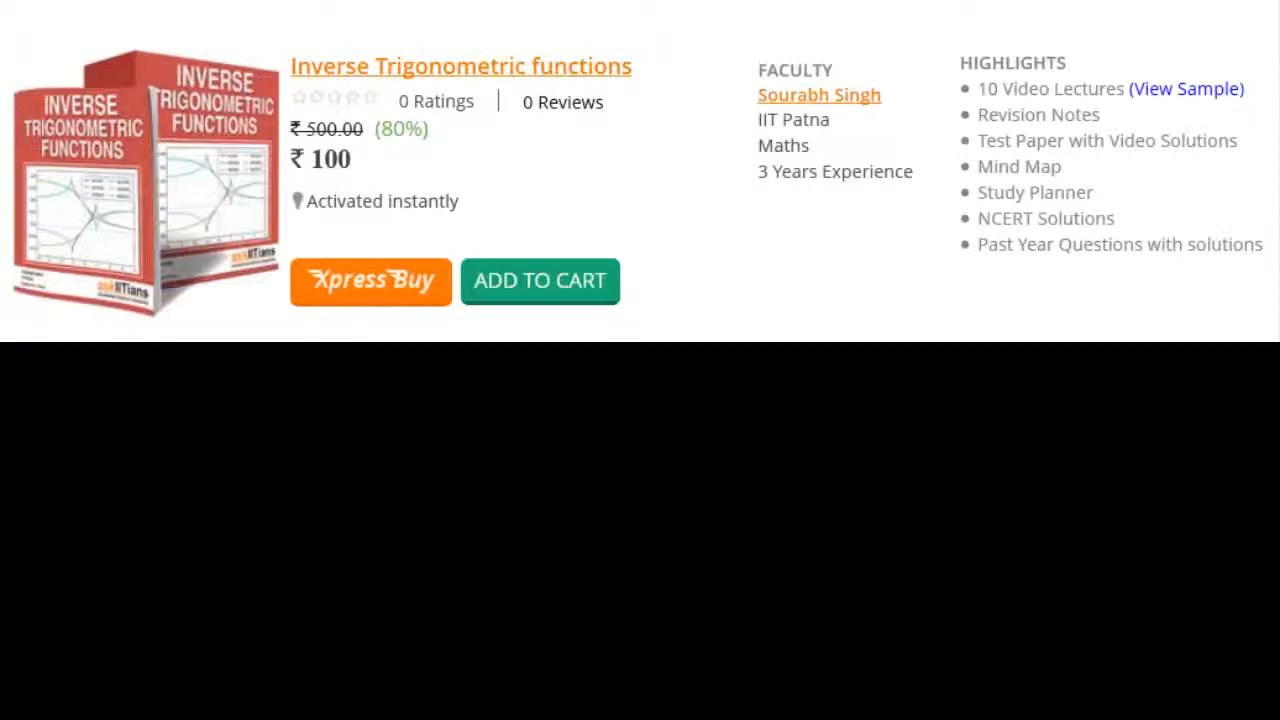 INVERSE
TRIGONOMETRIC
FUNCTIONS
INVERSE
TRIGONOMETRIC
FUNCTIONS
askIITians
askIITians
Inverse Trigonometric functions
0 Ratings | 0 Reviews
₹ 500.00 (80%)
₹ 100
Activated instantly
XpressBuy
ADD TO CART
FACULTY
Sourabh Singh
IIT Patna
Maths
3 Years Experience
HIGHLIGHTS
10 Video Lectures (View Sample)
Revision Notes
Test Paper with Video Solutions
Mind Map
Study Planner
NCERT Solutions
Past Year Questions with solutions